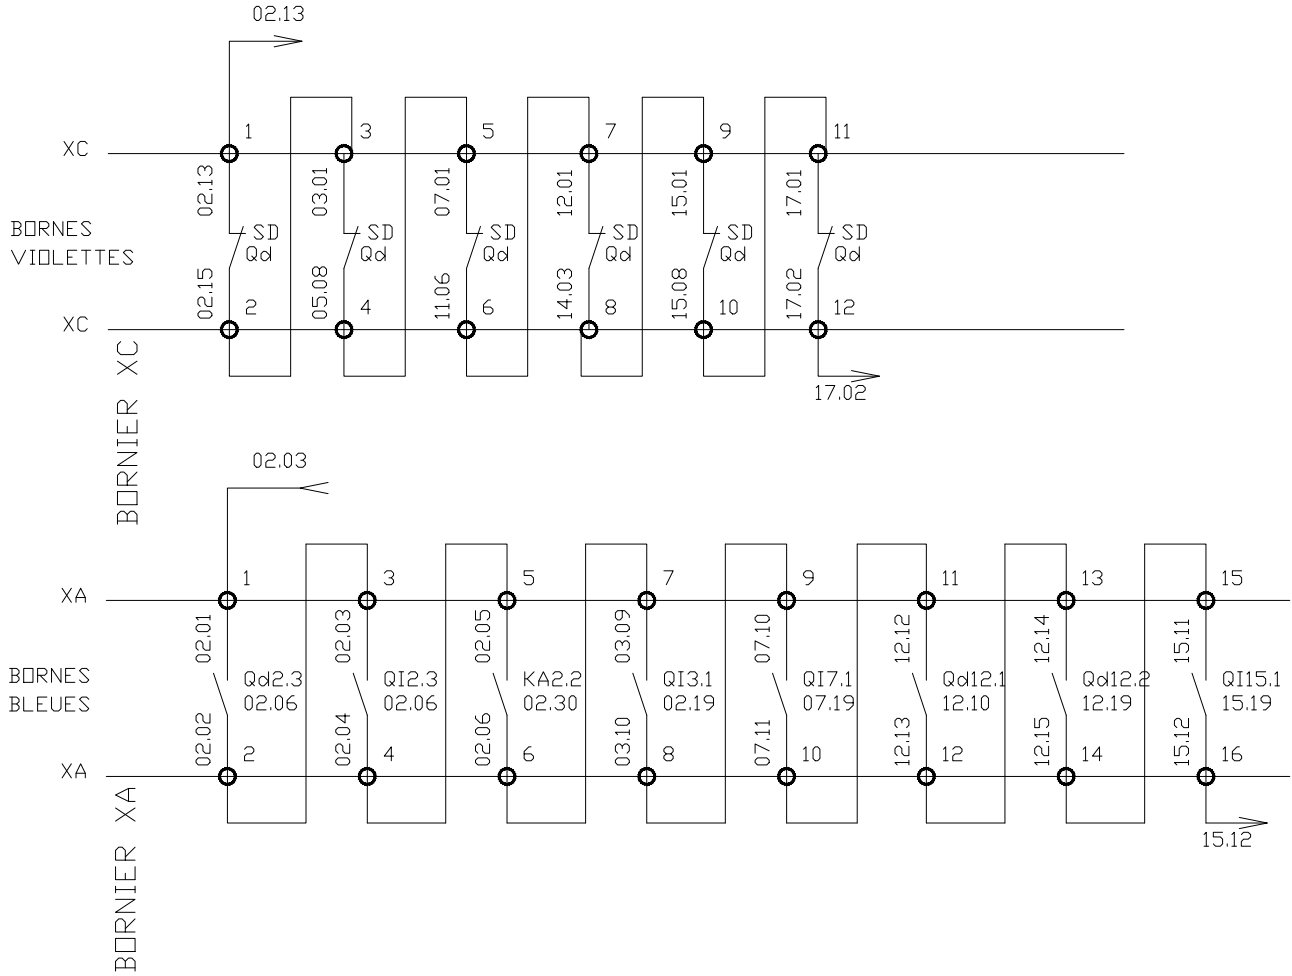 02.13
1 3 5 7 9 11
XC
02.13 03.01 07.01 12.01 15.01 17.01
BORNES
VIOLETTES
SD SD SD SD SD SD
Qd Qd Qd Qd Qd Qd
02.15 05.08 11.06 14.03 15.08 17.02
2 4 6 8 10 12
XC
17.02
BORNIER XC
02.03
1 3 5 7 9 11 13 15
XA
02.01 02.03 02.05 03.09 07.10 12.12 12.14 15.11
BORNES
BLEUES
Qd2.3 QI2.3 KA2.2 QI3.1 QI7.1 Qd12.1 Qd12.2 QI15.1
02.06 02.06 02.30 02.19 07.19 12.10 12.19 15.19
02.02 02.04 02.06 03.10 07.11 12.13 12.15 15.12
2 4 6 8 10 12 14 16
XA
15.12
BORNIER XA